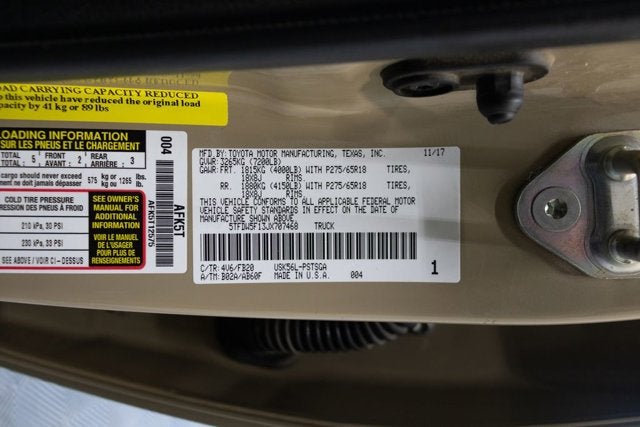 LOAD CARRYING CAPACITY REDUCED
to this vehicle have reduced the original load
capacity by 41 kg or 89 lbs
LOADING INFORMATION
SUR LES PNEUS ET LE CHARGEMENT
TOTAL : 5 FRONT : 2 REAR : 3
AVANT ARRIÈRE
cargo should never exceed 575 kg or 1265 lbs.
ne doit jamais dépasser kg ou lb.
COLD TIRE PRESSURE
PRESSION DES PNEUS À FROID
210 kPa, 30 PSI
230 kPa, 33 PSI
SEE ABOVE / VOIR CI - DESSUS
SEE OWNER'S
MANUAL FOR
ADDITIONAL
INFORMATION
VOIR LE MANUEL
DE L'USAGER
POUR PLUS DE
RENSEIGNEMENTS
004
AFK5T
MFD.BY: TOYOTA MOTOR MANUFACTURING, TEXAS, INC. 11/17
GVWR: 3265KG (7200LB)
GAWR: FRT. 1815KG (4000LB) WITH P275/65R18 TIRES,
18X8J RIMS.
RR. 1880KG (4150LB) WITH P275/65R18 TIRES,
18X8J RIMS.
THIS VEHICLE CONFORMS TO ALL APPLICABLE FEDERAL MOTOR
VEHICLE SAFETY STANDARDS IN EFFECT ON THE DATE OF
MANUFACTURE SHOWN ABOVE.
5TFDW5F13JX707468 TRUCK
C/TR: 4V6/FB20 USK56L-PSTSQA
A/TM: B02A/AB60F MADE IN U.S.A. 004
1